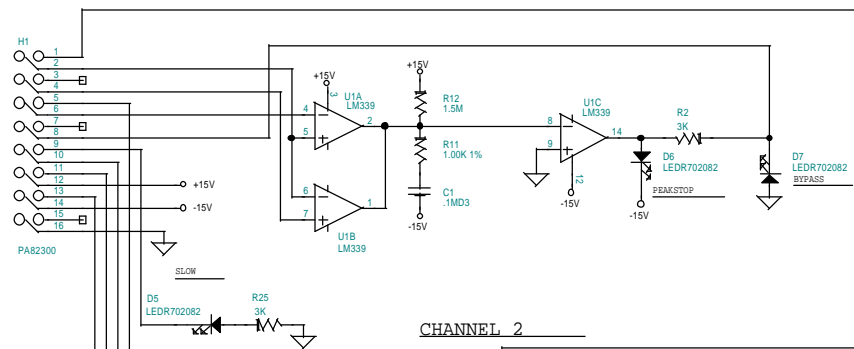 H1
1
2
3
4
5
6
7
8
9
10
11
12
13
14
15
16
PA82300
+15V
-15V
SLOW
D5
LEDR702082
R25
3K
+15V
3
U1A
LM339
4
5
2
6
7
1
U1B
LM339
+15V
R12
1.5M
R11
1.00K 1%
C1
.1MD3
-15V
U1C
LM339
8
9
14
12
-15V
R2
3K
D6
LEDR702082
PEAKSTOP
-15V
D7
LEDR702082
BYPASS
CHANNEL 2